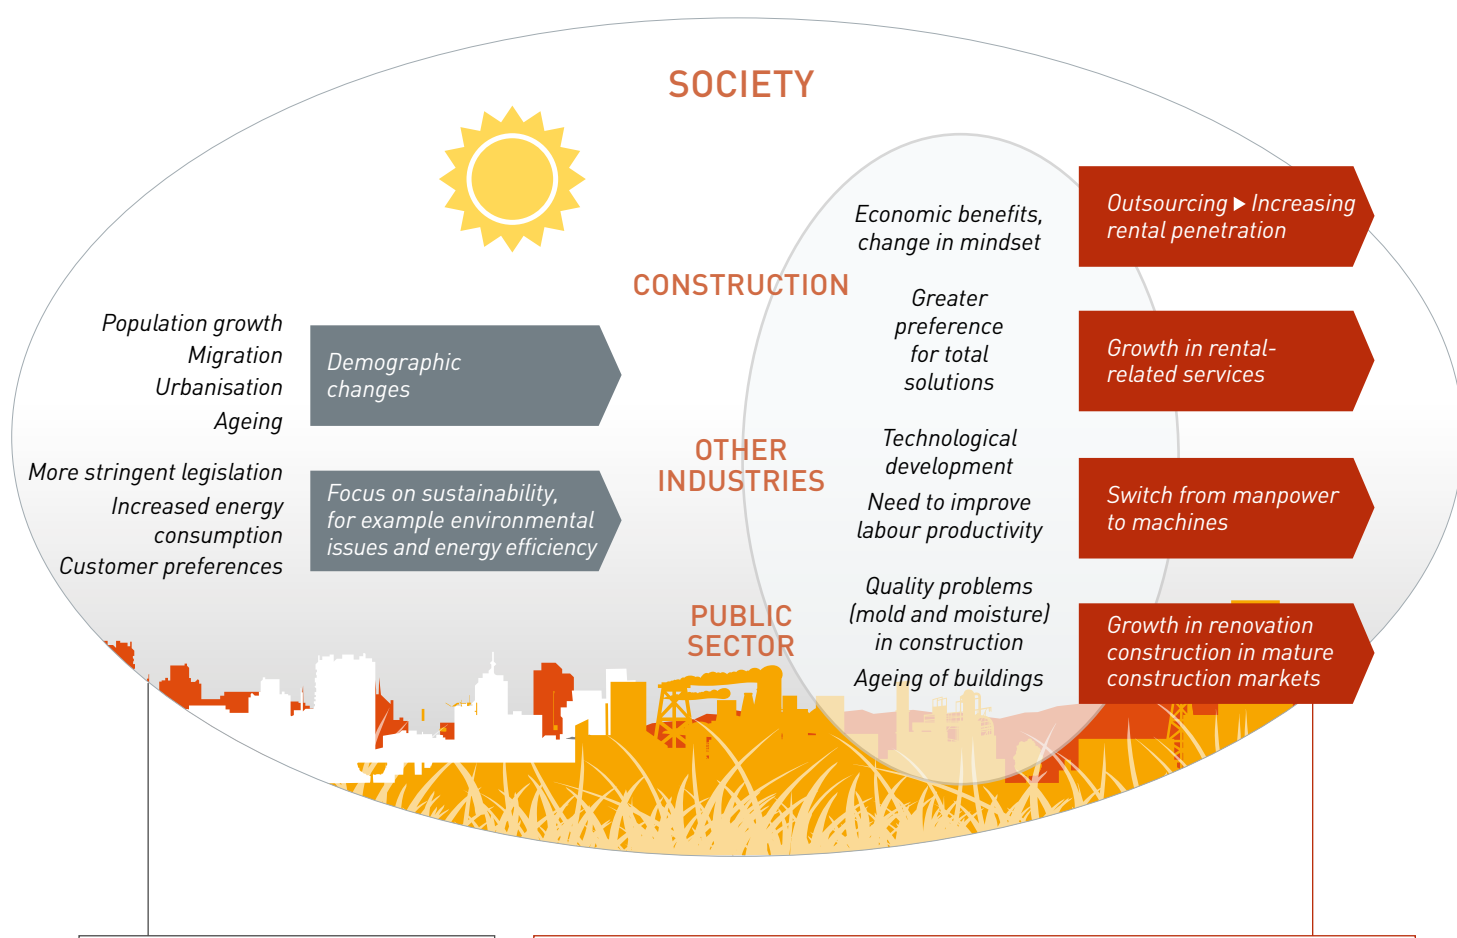 SOCIETY
Population growth
Migration
Urbanisation
Ageing
Demographic
changes
More stringent legislation
Increased energy
consumption
Customer preferences
Focus on sustainability,
for example environmental
issues and energy efficiency
CONSTRUCTION
OTHER
INDUSTRIES
PUBLIC
SECTOR
Economic benefits,
change in mindset
Outsourcing ▶ Increasing
rental penetration
Greater
preference
for total
solutions
Growth in rental-
related services
Technological
development
Need to improve
labour productivity
Switch from manpower
to machines
Quality problems
(mold and moisture)
in construction
Ageing of buildings
Growth in renovation
construction in mature
construction markets